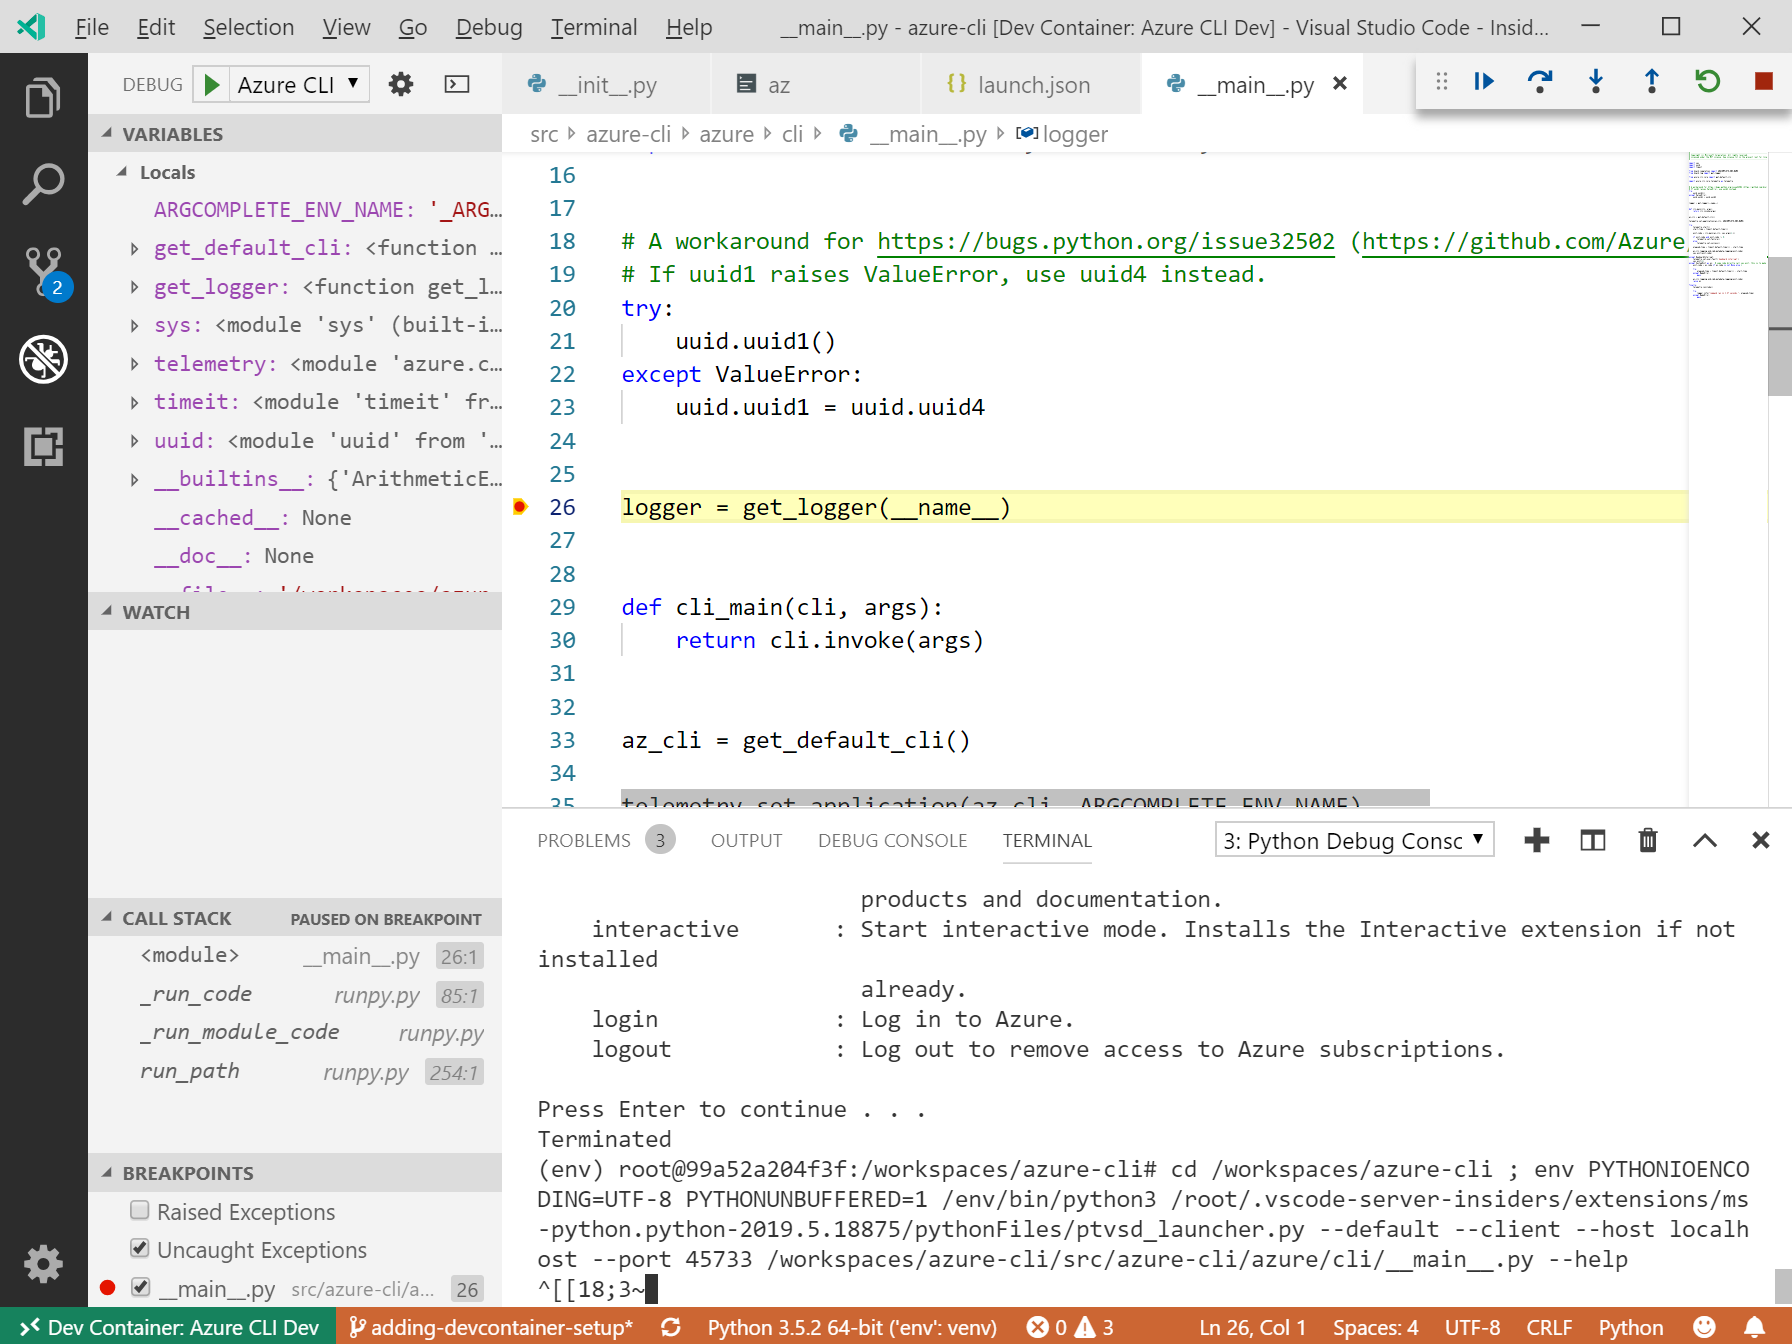 File Edit Selection View Go Debug Terminal Help __main__.py - azure-cli [Dev Container: Azure CLI Dev] - Visual Studio Code - Insid...
DEBUG Azure CLI
__init__.py az launch.json __main__.py
src azure-cli azure cli __main__.py logger
VARIABLES
Locals
ARGCOMPLETE_ENV_NAME: '_ARG...
get_default_cli: <function ...
get_logger: <function get_l...
sys: <module 'sys' (built-i...
telemetry: <module 'azure.c...
timeit: <module 'timeit' fr...
uuid: <module 'uuid' from '...
__builtins__: {'ArithmeticE...
__cached__: None
__doc__: None
2
WATCH
CALL STACK PAUSED ON BREAKPOINT
<module> __main__.py 26:1
_run_code runpy.py 85:1
_run_module_code runpy.py
run_path runpy.py 254:1
BREAKPOINTS
Raised Exceptions
Uncaught Exceptions
__main__.py src/azure-cli/a... 26
16
17
18 # A workaround for https://bugs.python.org/issue32502 (https://github.com/Azure
19 # If uuid1 raises ValueError, use uuid4 instead.
20 try:
21 uuid.uuid1()
22 except ValueError:
23 uuid.uuid1 = uuid.uuid4
24
25
26 logger = get_logger(__name__)
27
28
29 def cli_main(cli, args):
30 return cli.invoke(args)
31
32
33 az_cli = get_default_cli()
34
35 telemetry.set_application(az_cli, ARGCOMPLETE_ENV_NAME)
PROBLEMS 3 OUTPUT DEBUG CONSOLE TERMINAL 3: Python Debug Consc
products and documentation.
interactive : Start interactive mode. Installs the Interactive extension if not
installed
already.
login : Log in to Azure.
logout : Log out to remove access to Azure subscriptions.
Press Enter to continue . . .
Terminated
(env) root@99a52a204f3f:/workspaces/azure-cli# cd /workspaces/azure-cli ; env PYTHONIOENCO
DING=UTF-8 PYTHONUNBUFFERED=1 /env/bin/python3 /root/.vscode-server-insiders/extensions/ms
-python.python-2019.5.18875/pythonFiles/ptvsd_launcher.py --default --client --host localh
ost --port 45733 /workspaces/azure-cli/src/azure-cli/azure/cli/__main__.py --help
^[[18;3~
Dev Container: Azure CLI Dev adding-devcontainer-setup* Python 3.5.2 64-bit ('env': venv) 0 3 Ln 26, Col 1 Spaces: 4 UTF-8 CRLF Python